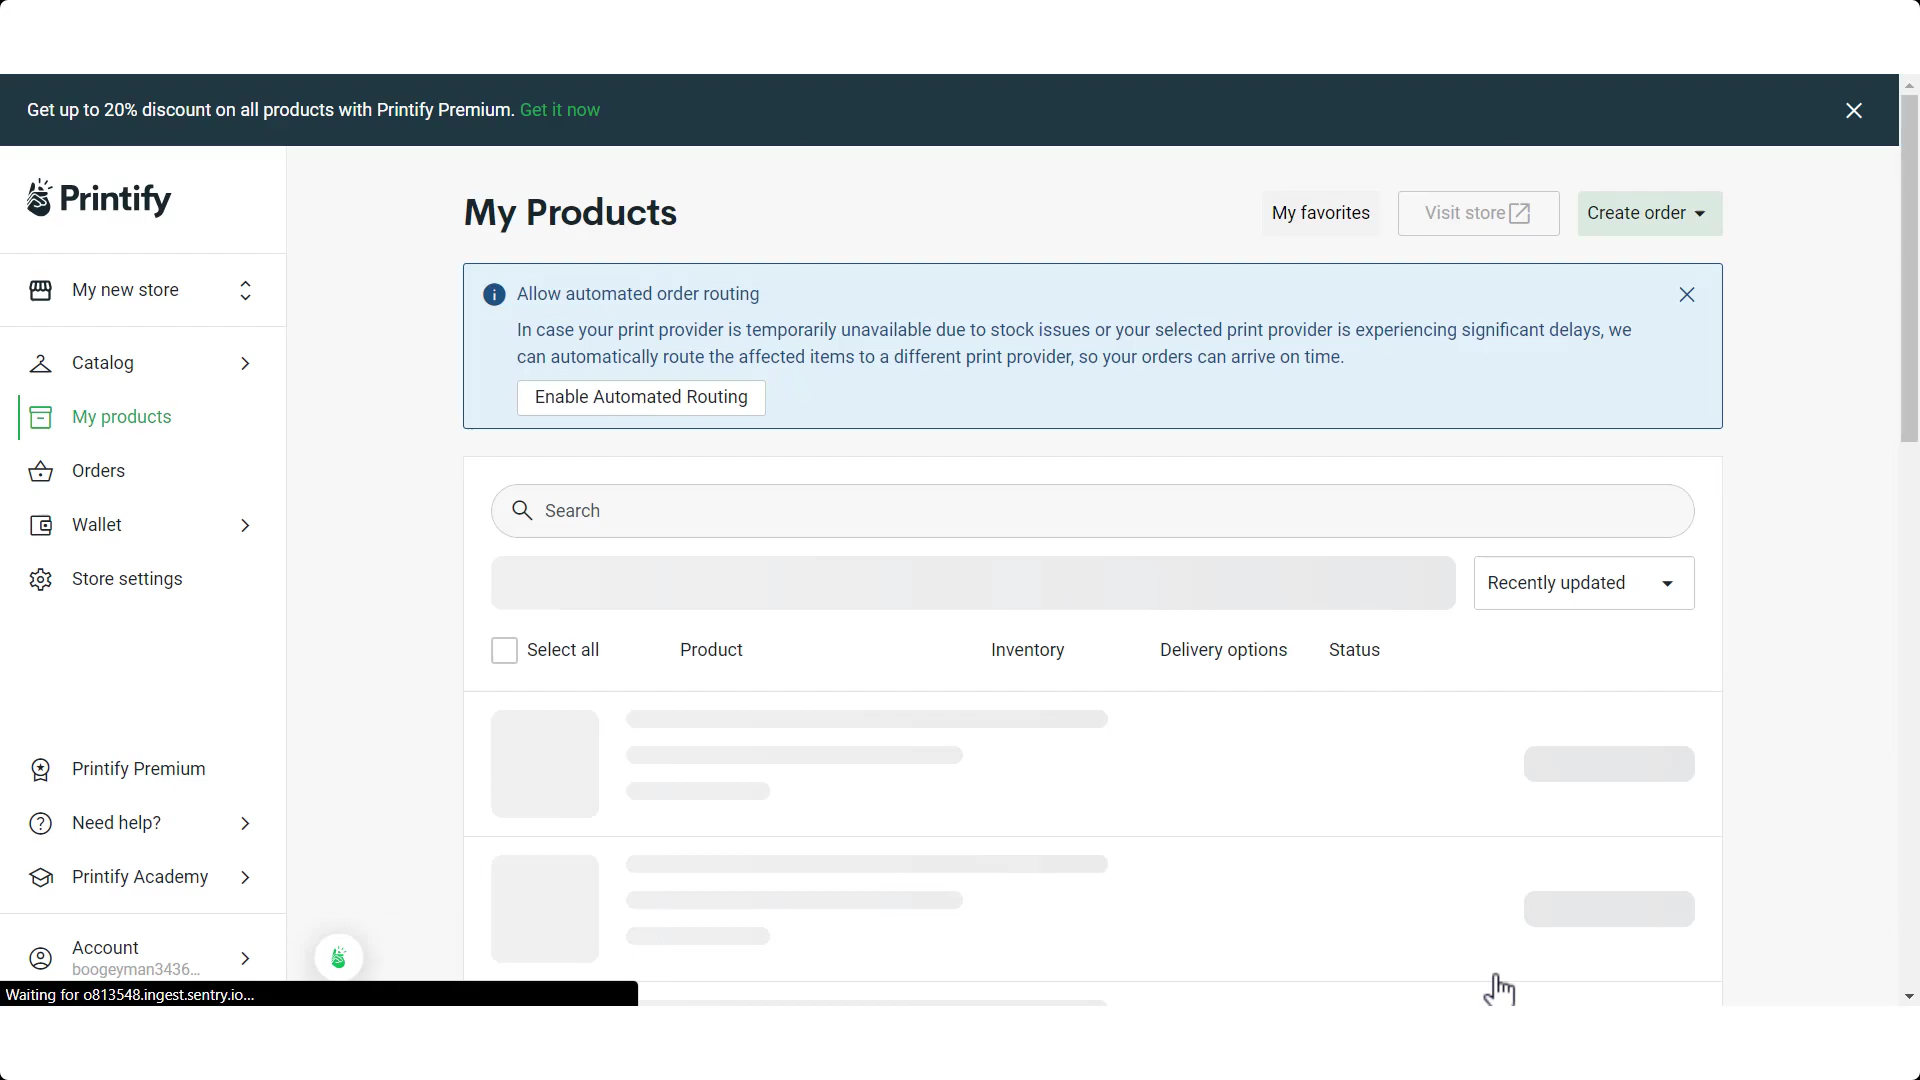 Get up to 20% discount on all products with Printify Premium. Get it now
Printify
My new store
Catalog
My products
Orders
Wallet
Store settings
Printify Premium
Need help?
Printify Academy
Account
boogeyman3436...
Waiting for o813548.ingest.sentry.io...
My Products
My favorites
Visit store
Create order
Allow automated order routing
In case your print provider is temporarily unavailable due to stock issues or your selected print provider is experiencing significant delays, we
can automatically route the affected items to a different print provider, so your orders can arrive on time.
Enable Automated Routing
Search
Recently updated
Select all Product Inventory Delivery options Status